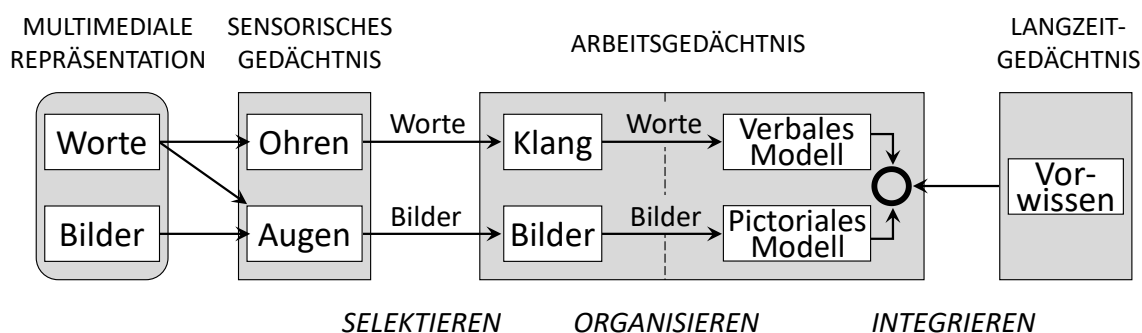 MULTIMEDIALE
REPRÄSENTATION
SENSORISCHES
GEDÄCHTNIS
ARBEITSGEDÄCHTNIS
LANGZEIT-
GEDÄCHTNIS
Worte
Ohren
Worte
Klang
Worte
Verbales
Modell
Vor-
wissen
Bilder
Augen
Bilder
Bilder
Bilder
Pictoriales
Modell
SELEKTIEREN
ORGANISIEREN
INTEGRIEREN